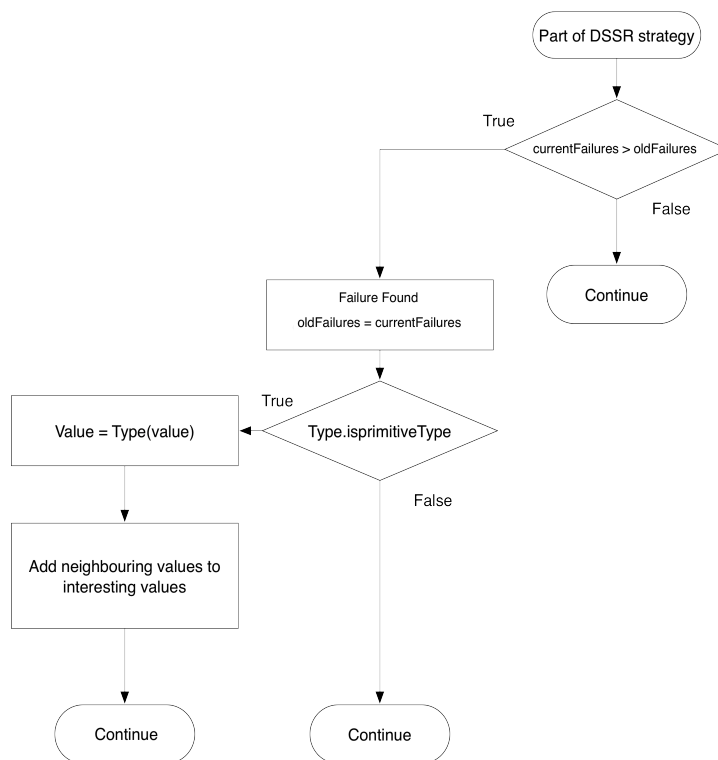 Part of DSSR strategy
True
currentFailures > oldFailures
False
Failure Found
oldFailures = currentFailures
Continue
True
Value = Type(value)
Type.isprimitiveType
False
Add neighbouring values to
interesting values
Continue
Continue